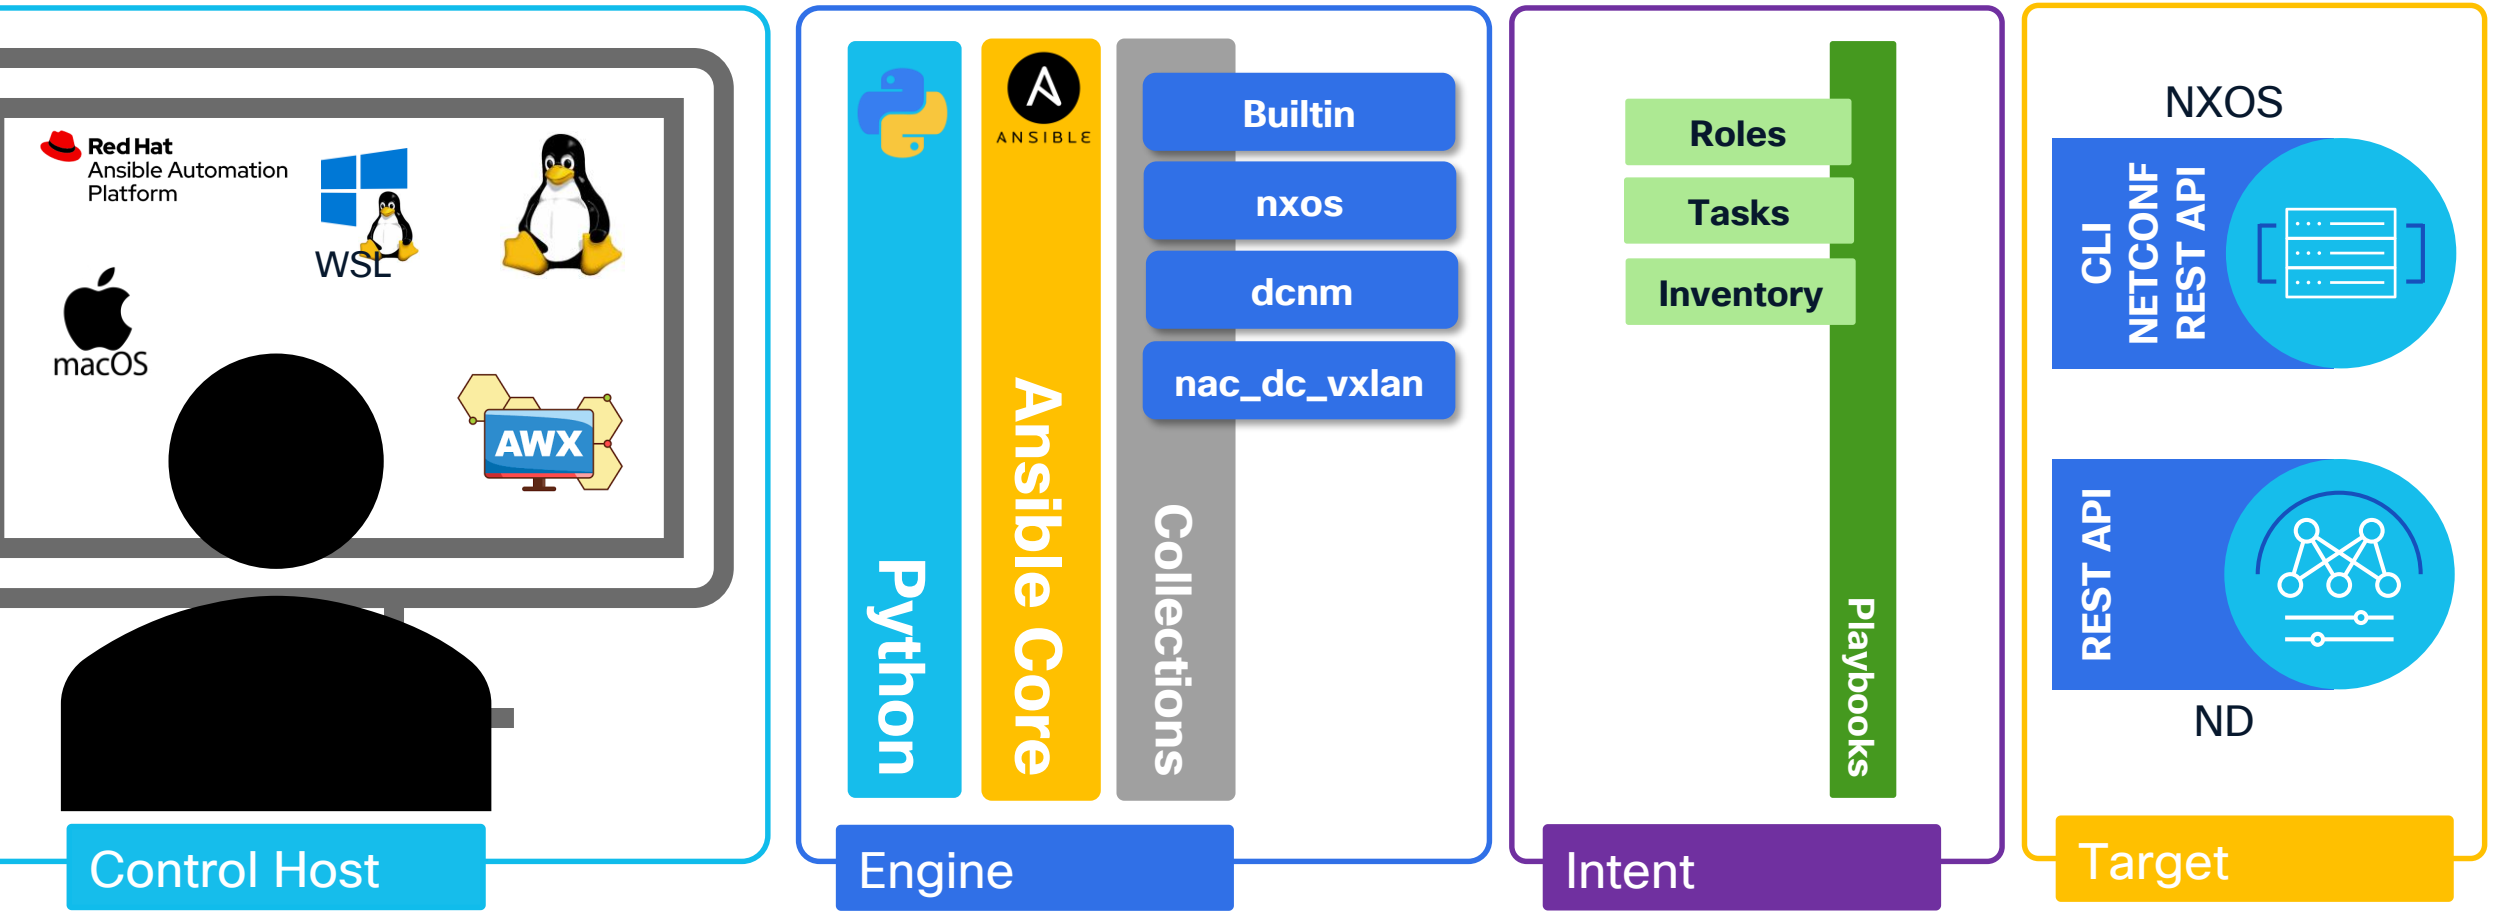 Red Hat
Ansible Automation
Platform
WSL
macOS
AWX
Control Host
Python
ANSIBLE
Ansible Core
Collections
Builtin
nxos
dcnm
nac_dc_vxlan
Engine
Roles
Tasks
Inventory
Playbooks
Intent
NXOS
CLI
NETCONF
REST API
REST API
ND
Target